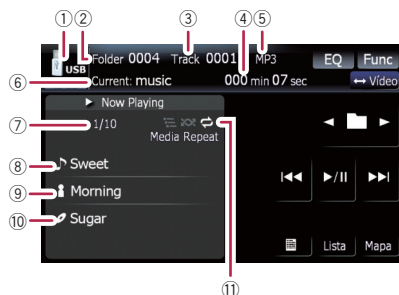 ① ② ③ ④ ⑤
USB Folder 0004 Track 0001 MP3 EQ Func
⑥ Current: music 000 min 07 sec ↔ Vídeo
► Now Playing
⑦ 1/10
Media Repeat
⑧ Sweet
⑨ Morning
⑩ Sugar
Lista Mapa
⑪